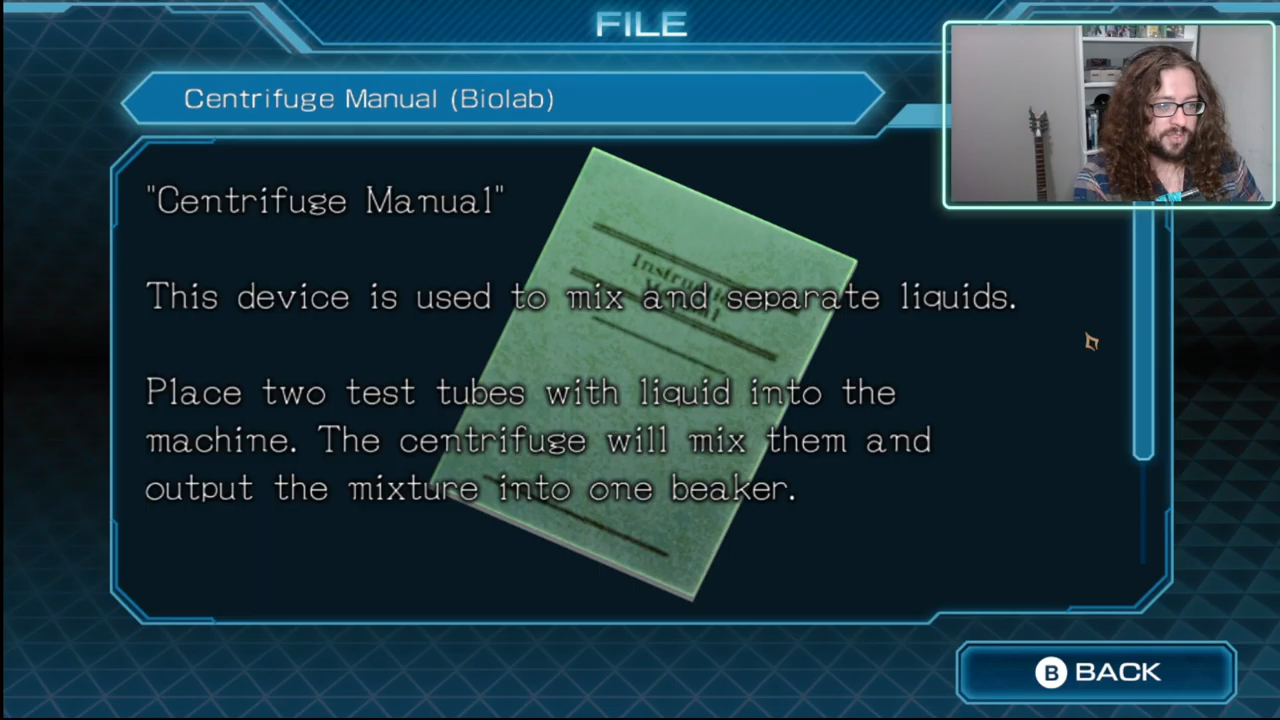 FILE
Centrifuge Manual (Biolab)
"Centrifuge Manual"
This device is used to mix and separate liquids.
Place two test tubes with liquid into the
machine. The centrifuge will mix them and
output the mixture into one beaker.
B BACK